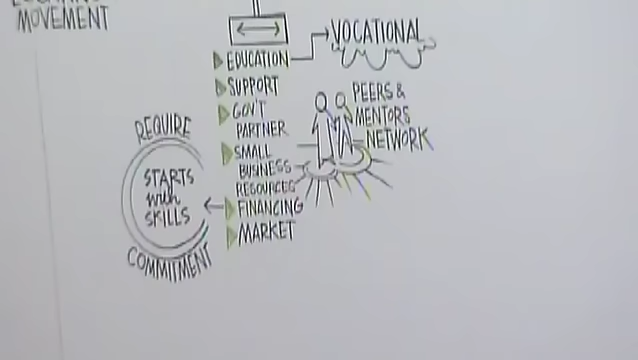 MOVEMENT
VOCATIONAL
EDUCATION
SUPPORT
GOV'T
PARTNER
SMALL
BUSINESS
RESOURCES
FINANCING
MARKET
PEERS &
MENTORS
NETWORK
REQUIRE
STARTS
with
SKILLS
COMMITMENT